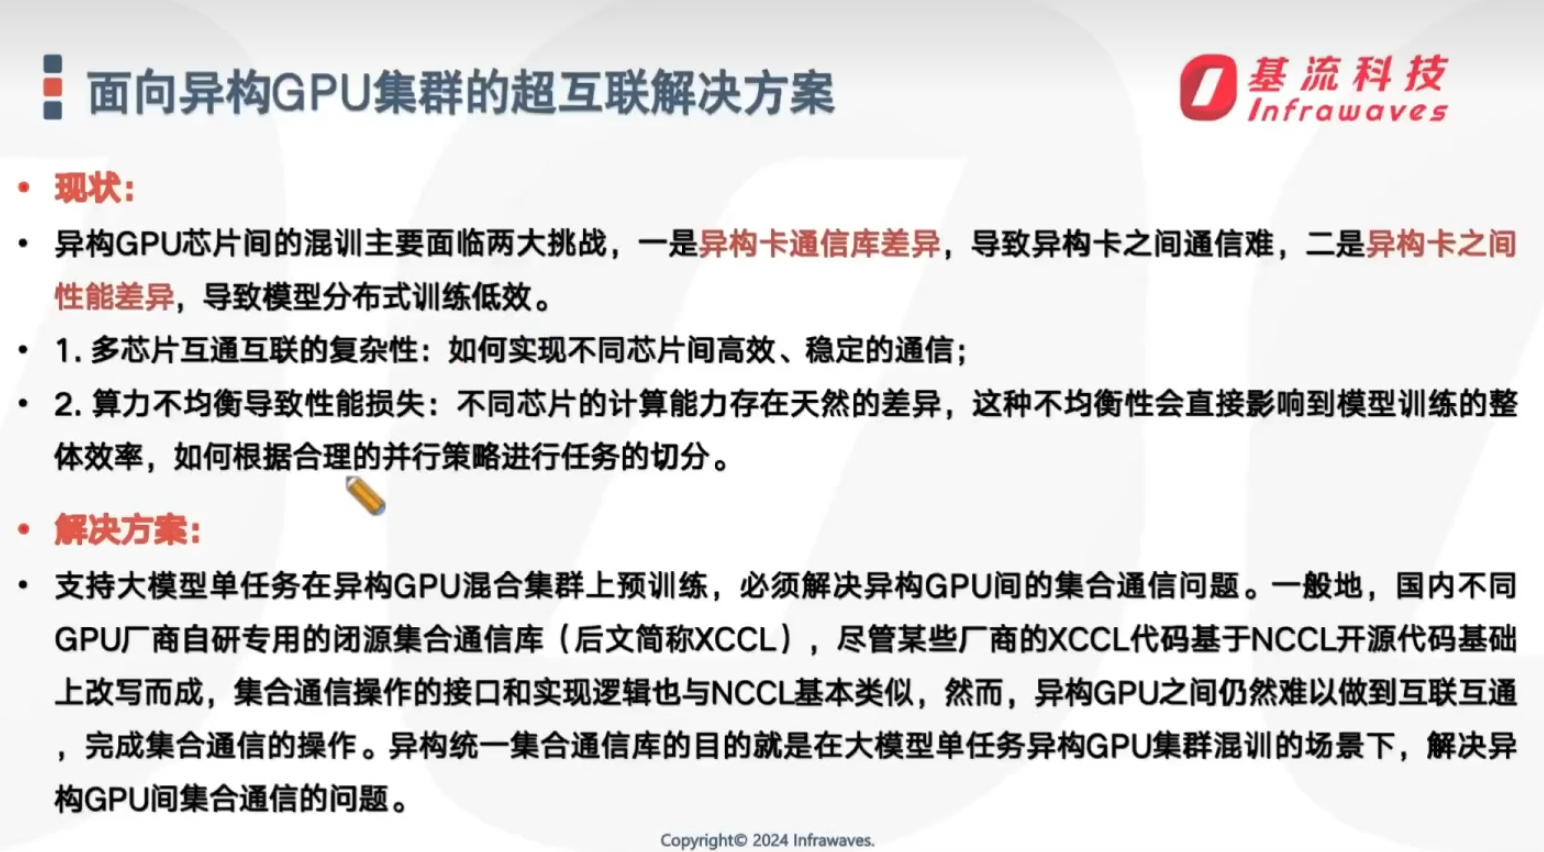 面向异构GPU集群的超互联解决方案
基流科技
Infrawaves
• 现状：
• 异构GPU芯片间的混训主要面临两大挑战，一是异构卡通信库差异，导致异构卡之间通信难，二是异构卡之间
性能差异，导致模型分布式训练低效。
• 1. 多芯片互通互联的复杂性：如何实现不同芯片间高效、稳定的通信；
• 2. 算力不均衡导致性能损失：不同芯片的计算能力存在天然的差异，这种不均衡性会直接影响到模型训练的整
体效率，如何根据合理的并行策略进行任务的切分。
• 解决方案：
• 支持大模型单任务在异构GPU混合集群上预训练，必须解决异构GPU间的集合通信问题。一般地，国内不同
GPU厂商自研专用的闭源集合通信库（后文简称XCCL），尽管某些厂商的XCCL代码基于NCCL开源代码基础
上改写而成，集合通信操作的接口和实现逻辑也与NCCL基本类似，然而，异构GPU之间仍然难以做到互联互通
，完成集合通信的操作。异构统一集合通信库的目的就是在大模型单任务异构GPU集群混训的场景下，解决异
构GPU间集合通信的问题。
Copyright© 2024 Infrawaves.